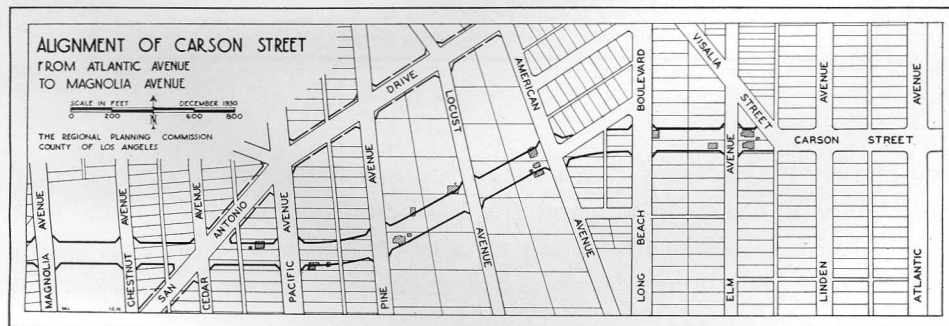 ALIGNMENT OF CARSON STREET
FROM ATLANTIC AVENUE
TO MAGNOLIA AVENUE
SCALE IN FEET DECEMBER 1930
0 200 400 600 800
THE REGIONAL PLANNING COMMISSION
COUNTY OF LOS ANGELES
MAGNOLIA AVENUE
CHESTNUT AVENUE
CEDAR AVENUE
SAN ANTONIO DRIVE
PACIFIC AVENUE
PINE AVENUE
LOCUST AVENUE
AMERICAN AVENUE
LONG BEACH BOULEVARD
VISALIA STREET
ELM AVENUE
CARSON STREET
LINDEN AVENUE
ATLANTIC AVENUE